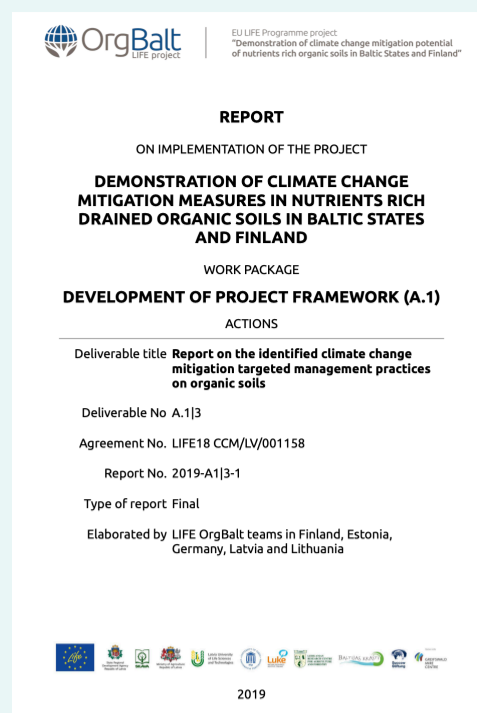 OrgBalt
LIFE project
EU LIFE Programme project
"Demonstration of climate change mitigation potential
of nutrients rich organic soils in Baltic States and Finland"
REPORT
ON IMPLEMENTATION OF THE PROJECT
DEMONSTRATION OF CLIMATE CHANGE
MITIGATION MEASURES IN NUTRIENTS RICH
DRAINED ORGANIC SOILS IN BALTIC STATES
AND FINLAND
WORK PACKAGE
DEVELOPMENT OF PROJECT FRAMEWORK (A.1)
ACTIONS
Deliverable title Report on the identified climate change
mitigation targeted management practices
on organic soils
Deliverable No A.1|3
Agreement No. LIFE18 CCM/LV/001158
Report No. 2019-A1|3-1
Type of report Final
Elaborated by LIFE OrgBalt teams in Finland, Estonia,
Germany, Latvia and Lithuania
Life
Luke
2019